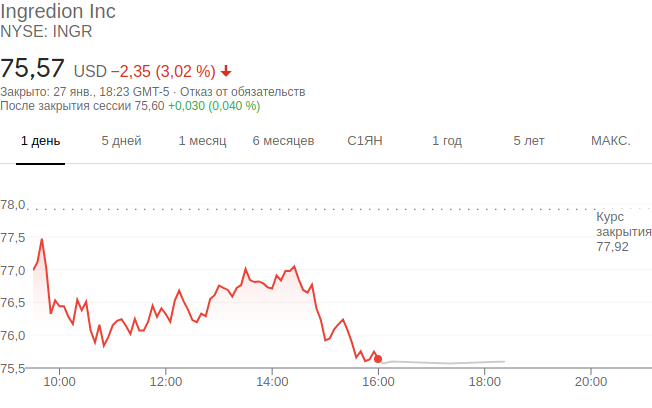 Ingredion Inc
NYSE: INGR
75,57 USD −2,35 (3,02 %)
Закрыто: 27 янв., 18:23 GMT-5 · Отказ от обязательств
После закрытия сессии 75,60 +0,030 (0,040 %)
1 день 5 дней 1 месяц 6 месяцев С1ЯН 1 год 5 лет МАКС.
78,0
Курс
закрытия
77,92
77,5
77,0
76,5
76,0
75,5
10:00 12:00 14:00 16:00 18:00 20:00